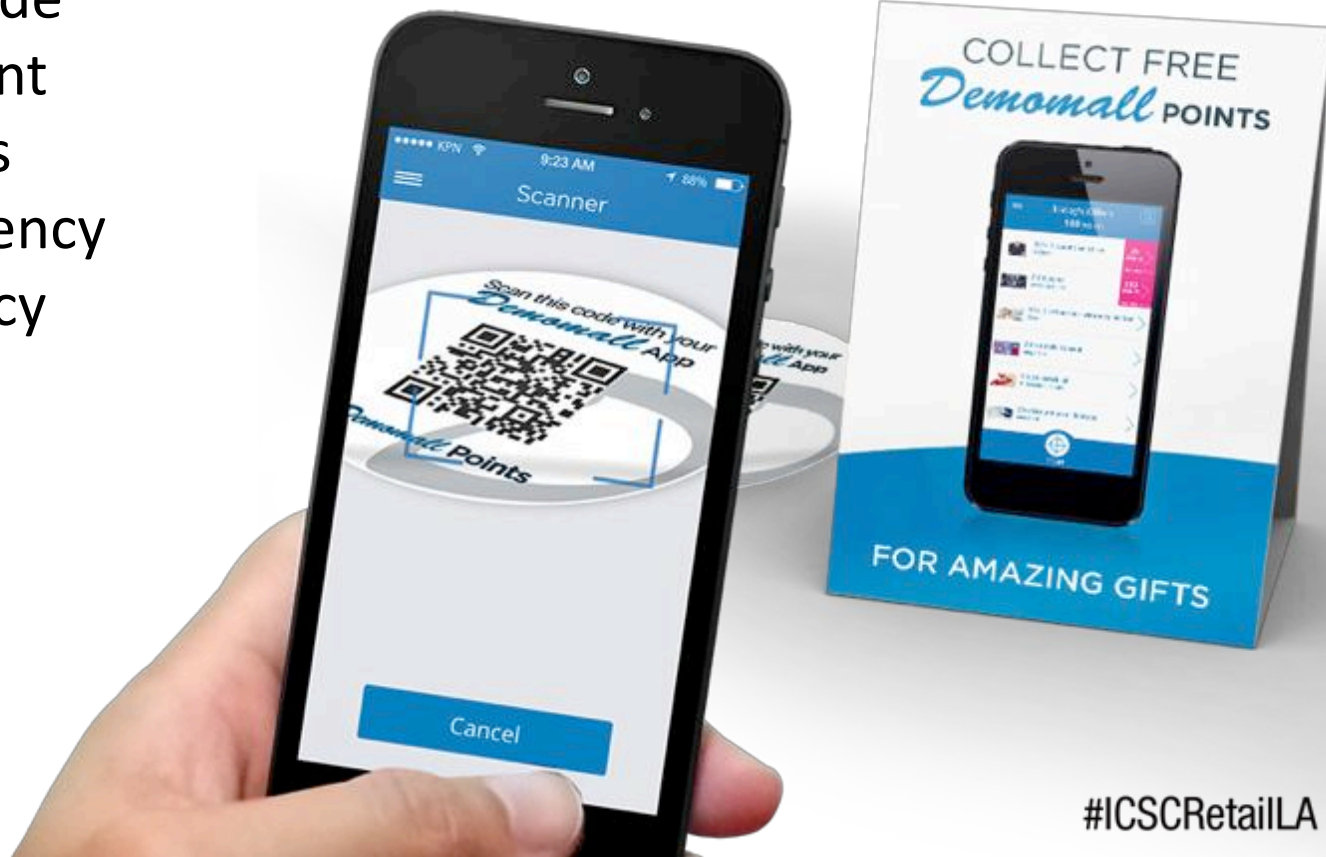 de
nt
s
ency
cy
KPN
9:23 AM
88%
Scanner
Scan this code with your
Demomall App
Demomall Points
e with your
all App
COLLECT FREE
Demomall POINTS
FOR AMAZING GIFTS
Cancel
#ICSCRetailLA